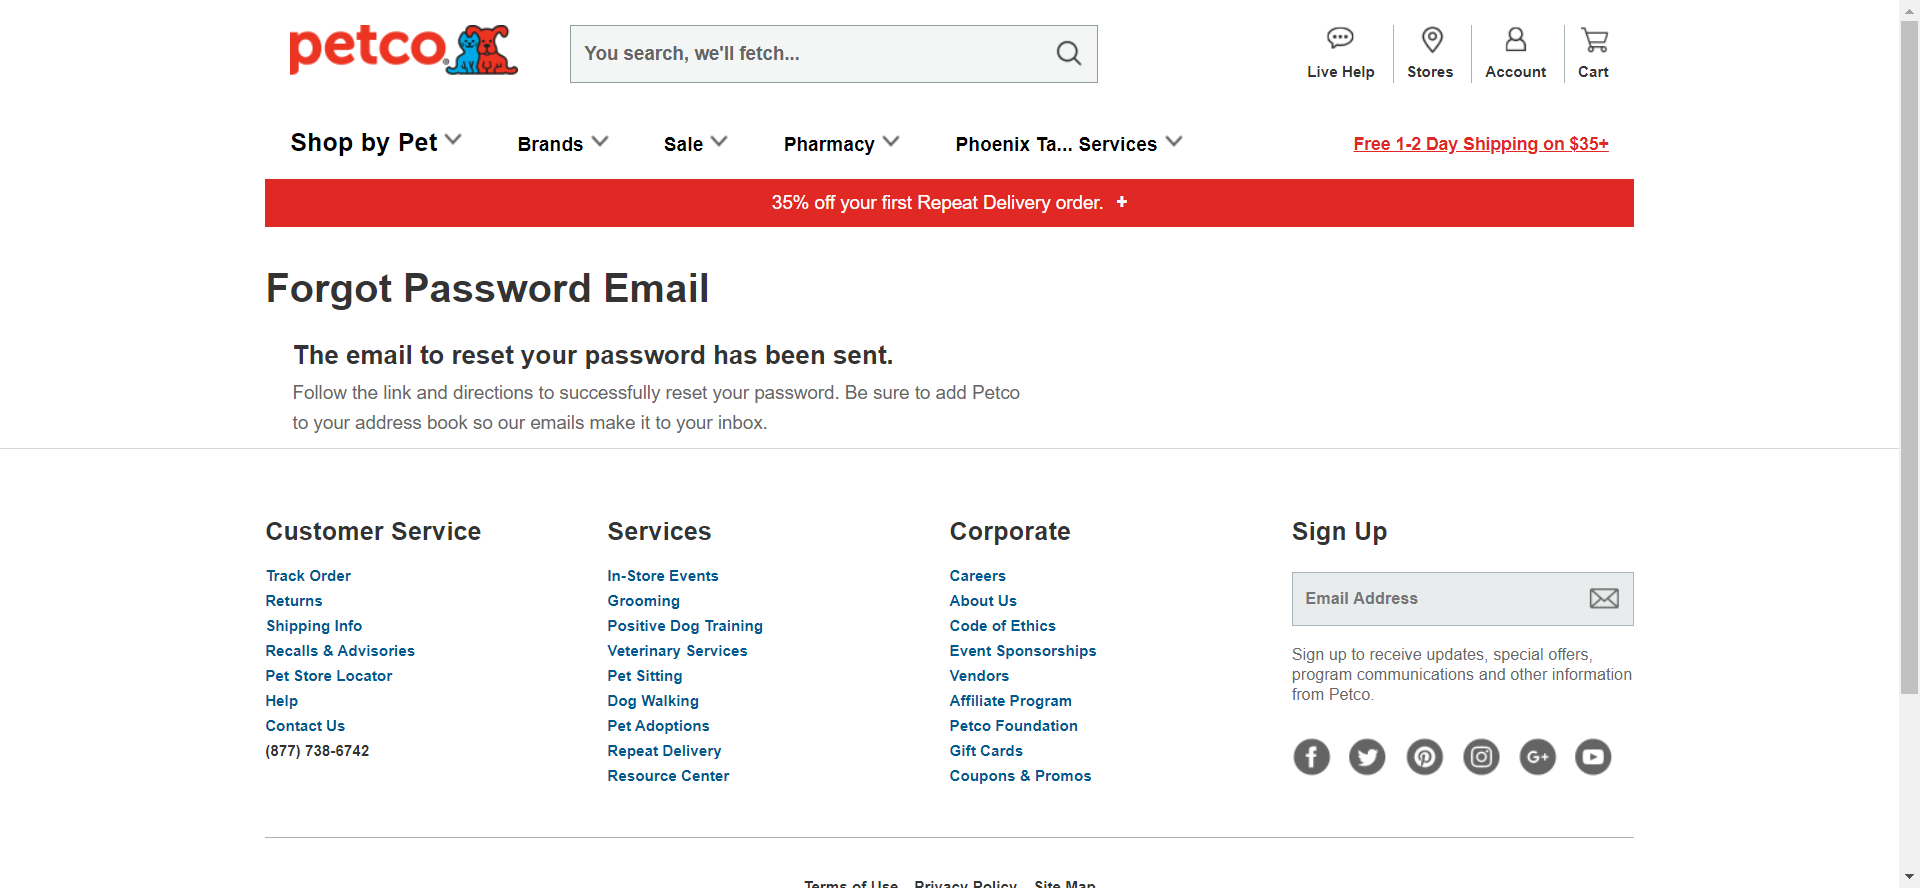 petco
You search, we'll fetch...
Live Help
Stores
Account
Cart
Shop by Pet
Brands
Sale
Pharmacy
Phoenix Ta... Services
Free 1-2 Day Shipping on $35+
35% off your first Repeat Delivery order. +
Forgot Password Email
The email to reset your password has been sent.
Follow the link and directions to successfully reset your password. Be sure to add Petco
to your address book so our emails make it to your inbox.
Customer Service
Track Order
Returns
Shipping Info
Recalls & Advisories
Pet Store Locator
Help
Contact Us
(877) 738-6742
Services
In-Store Events
Grooming
Positive Dog Training
Veterinary Services
Pet Sitting
Dog Walking
Pet Adoptions
Repeat Delivery
Resource Center
Corporate
Careers
About Us
Code of Ethics
Event Sponsorships
Vendors
Affiliate Program
Petco Foundation
Gift Cards
Coupons & Promos
Sign Up
Email Address
Sign up to receive updates, special offers,
program communications and other information
from Petco.
Terms of Use Privacy Policy Site Map